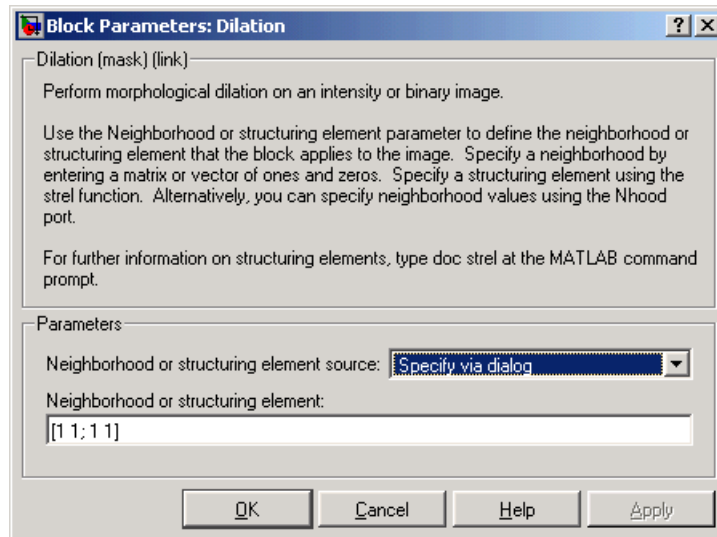 Block Parameters: Dilation
Dilation (mask) (link)
Perform morphological dilation on an intensity or binary image.
Use the Neighborhood or structuring element parameter to define the neighborhood or
structuring element that the block applies to the image.  Specify a neighborhood by
entering a matrix or vector of ones and zeros.  Specify a structuring element using the
strel function.  Alternatively, you can specify neighborhood values using the Nhood
port.
For further information on structuring elements, type doc strel at the MATLAB command
prompt.
Parameters
Neighborhood or structuring element source: Specify via dialog
Neighborhood or structuring element:
[1 1; 1 1]
OK Cancel Help Apply